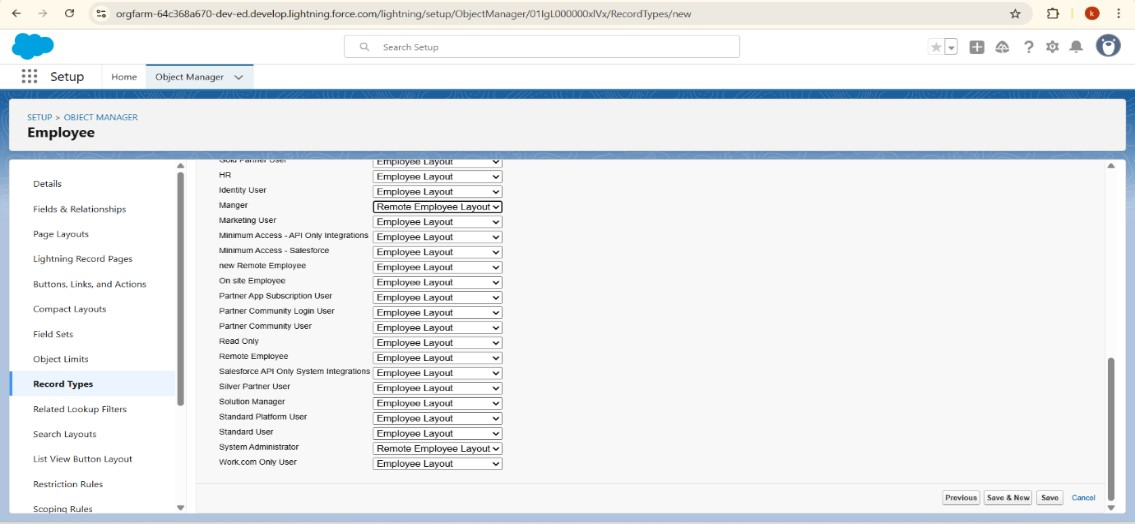 orgfarm-64c368a670-dev-ed.develop.lightning.force.com/lightning/setup/ObjectManager/01IgL000000xlVx/RecordTypes/new
k
Search Setup
Setup
Home
Object Manager
SETUP > OBJECT MANAGER
Employee
Details
Fields & Relationships
Page Layouts
Lightning Record Pages
Buttons, Links, and Actions
Compact Layouts
Field Sets
Object Limits
Record Types
Related Lookup Filters
Search Layouts
List View Button Layout
Restriction Rules
Scoping Rules
Gold Partner User Employee Layout
HR Employee Layout
Identity User Employee Layout
Manger Remote Employee Layout
Marketing User Employee Layout
Minimum Access - API Only Integrations Employee Layout
Minimum Access - Salesforce Employee Layout
new Remote Employee Employee Layout
On site Employee Employee Layout
Partner App Subscription User Employee Layout
Partner Community Login User Employee Layout
Partner Community User Employee Layout
Read Only Employee Layout
Remote Employee Employee Layout
Salesforce API Only System Integrations Employee Layout
Silver Partner User Employee Layout
Solution Manager Employee Layout
Standard Platform User Employee Layout
Standard User Employee Layout
System Administrator Remote Employee Layout
Work.com Only User Employee Layout
Previous Save & New Save Cancel